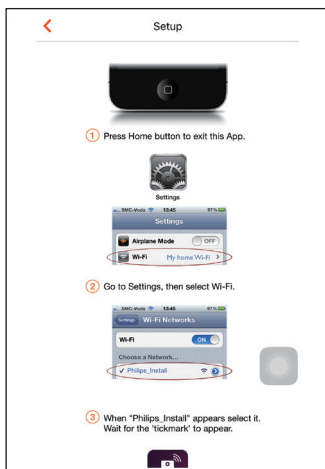 Setup
1 Press Home button to exit this App.
Settings
SMC-Voda 13:45 87%
Settings
Airplane Mode OFF
Wi-Fi My home Wi-Fi
2 Go to Settings, then select Wi-Fi.
SMC-Voda 13:45 87%
Settings Wi-Fi Networks
Wi-Fi ON
Choose a Network...
Philips_Install
3 When "Philips_Install" appears select it.
Wait for the 'tickmark' to appear.